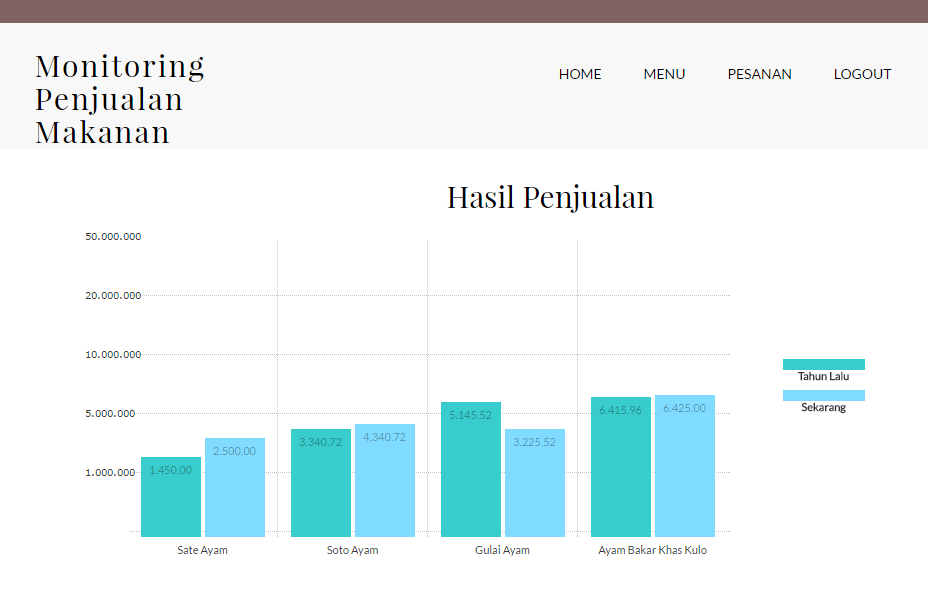 Monitoring
Penjualan
Makanan
HOME MENU PESANAN LOGOUT
Hasil Penjualan
50.000.000
20.000.000
10.000.000
5.000.000
1.000.000
1.450.00
2.500.00
3.340.72
4.340.72
5.145.52
3.225.52
6.415.96
6.425.00
Sate Ayam
Soto Ayam
Gulai Ayam
Ayam Bakar Khas Kulo
Tahun Lalu
Sekarang